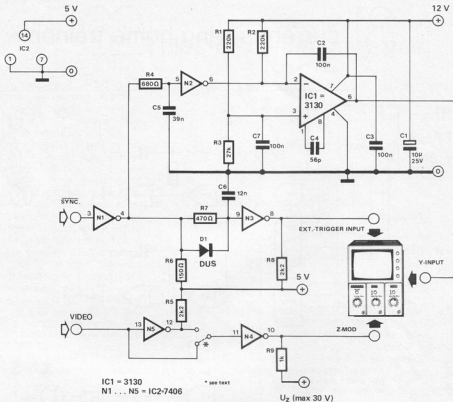 5 V
12 V
14
IC2
1
7
0
R1
220k
R2
220k
C2
100n
R4
680Ω
5
N2
6
2
7
IC1 =
3130
6
3
1
8
4
C5
39n
C4
56p
R3
27k
C7
100n
C3
100n
C1
10µ
25V
0
C6
12n
SYNC.
3
N1
4
R7
470Ω
9
N3
8
EXT.-TRIGGER INPUT
D1
DUS
R6
150Ω
R8
2k2
Y-INPUT
5 V
R5
2k2
VIDEO
13
N5
12
*
11
N4
10
Z-MOD
R9
1k
IC1 = 3130
* see text
N1 . . . N5 = IC2=7406
Uz (max 30 V)